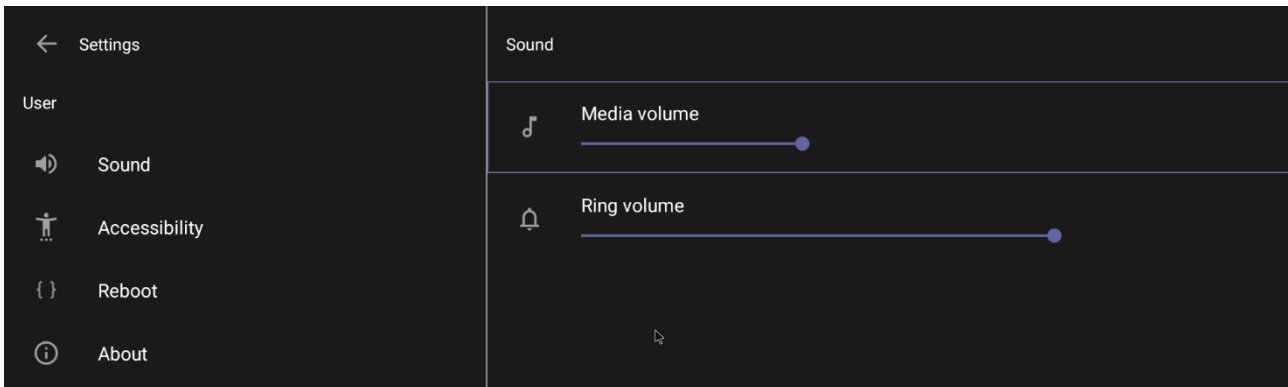 Settings
User
Sound
Accessibility
Reboot
About
Sound
Media volume
Ring volume